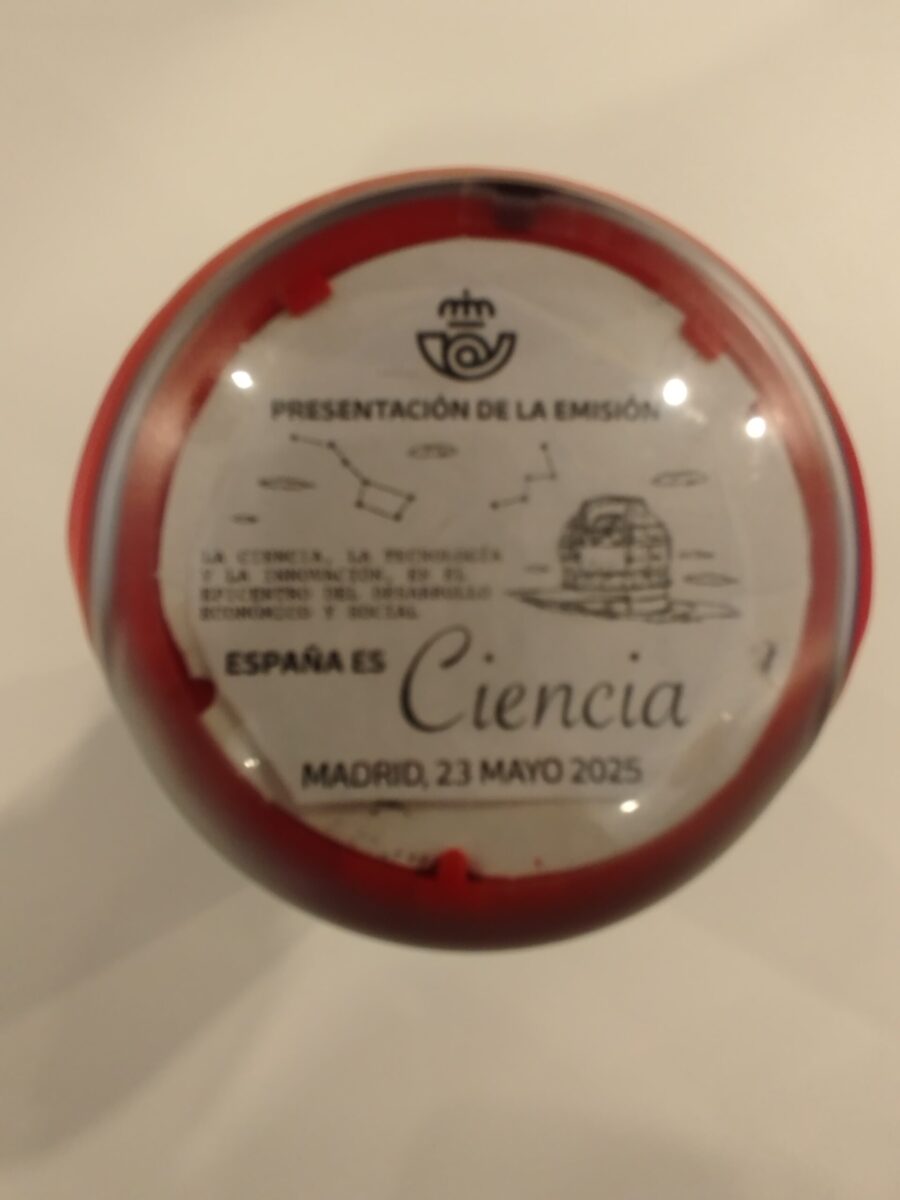 PRESENTACIÓN DE LA EMISIÓN
LA CIENCIA, LA TECNOLOGÍA
Y LA INNOVACIÓN, EN EL
EPICENTRO DEL DESARROLLO
ECONÓMICO Y SOCIAL
ESPAÑA ES Ciencia
MADRID, 23 MAYO 2025